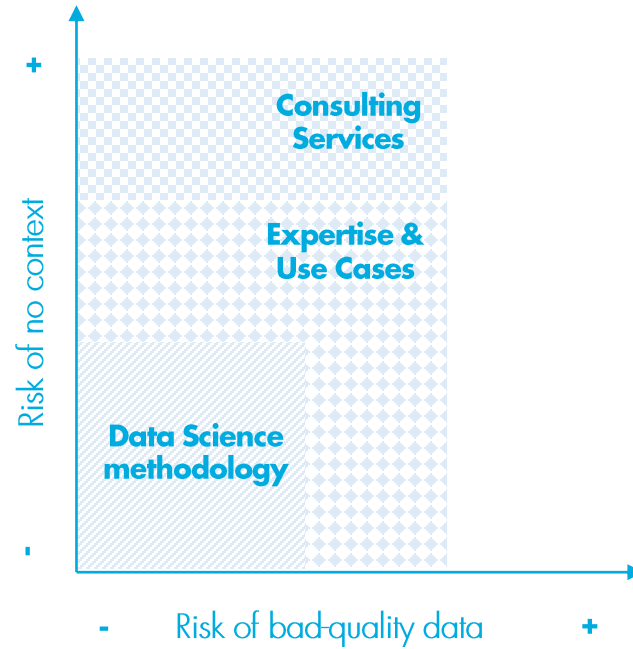 +
Consulting
Services
Expertise &
Use Cases
Risk of no context
Data Science
methodology
-
- Risk of bad-quality data +